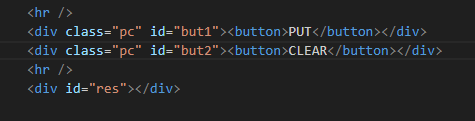 <hr />
<div class="pc" id="but1"><button>PUT</button></div>
<div class="pc" id="but2"><button>CLEAR</button></div>
<hr />
<div id="res"></div>